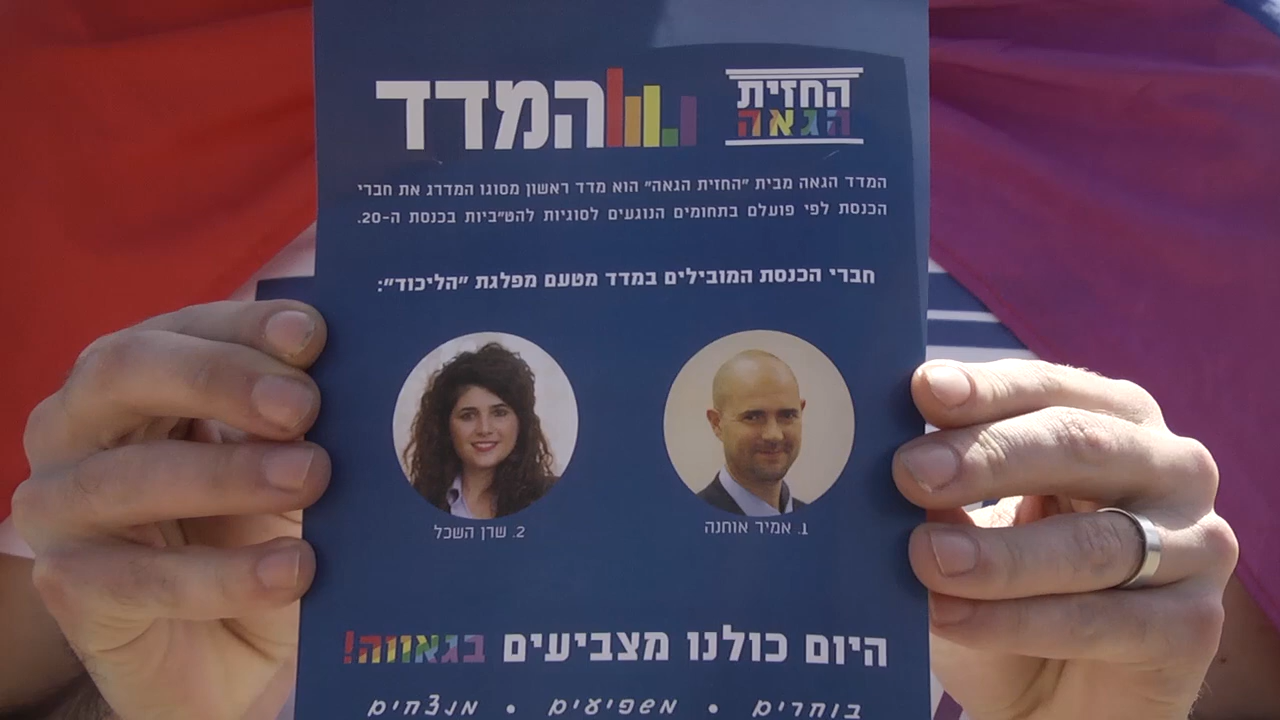 החזית
הגאה
המדד
המדד הגאה מבית "החזית הגאה" הוא מדד ראשון מסוגו המדרג את חברי
הכנסת לפי פועלם בתחומים הנוגעים לסוגיות להט"ביות בכנסת ה-20.
חברי הכנסת המובילים במדד מטעם מפלגת "הליכוד":
1. אמיר אוחנה
2. שרן השכל
היום כולנו מצביעים בגאווה!
בוחרים • משפיעים • מנצחים